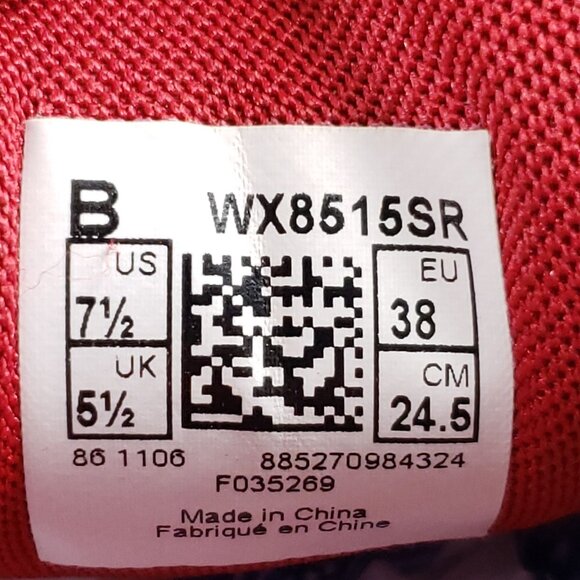 B WX8515SR
US 7½
EU 38
UK 5½
CM 24.5
86 1106 885270984324
F035269
Made in China
Fabriqué en Chine